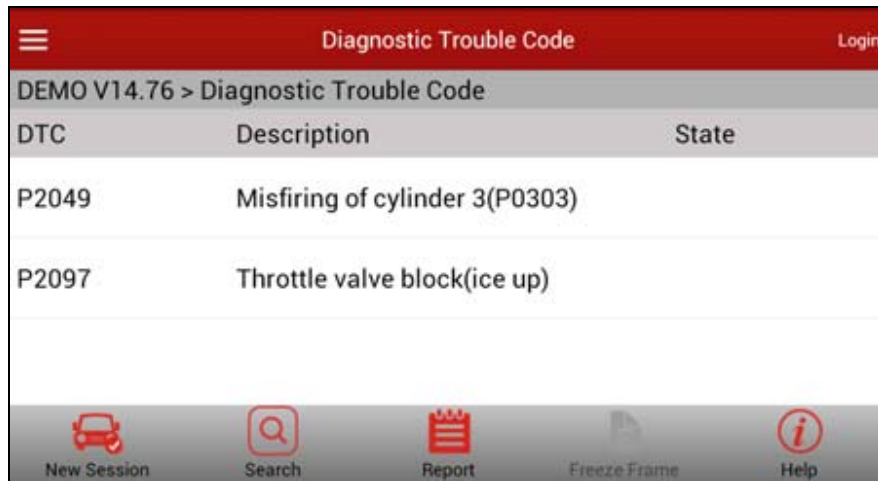 Diagnostic Trouble Code Login
DEMO V14.76 > Diagnostic Trouble Code
DTC Description State
P2049 Misfiring of cylinder 3(P0303)
P2097 Throttle valve block(ice up)
New Session Search Report Freeze Frame Help